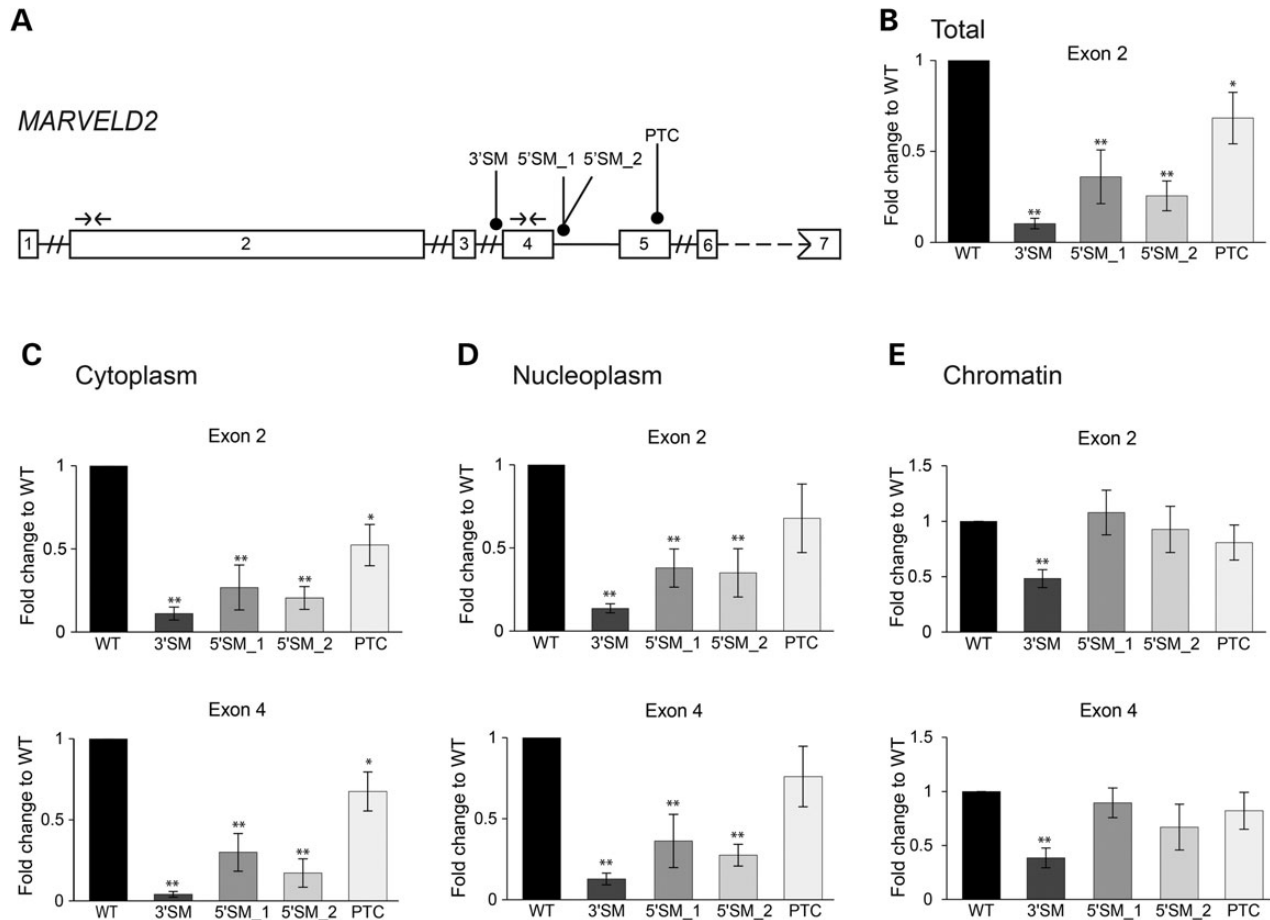 A
MARVELD2
3'SM 5'SM_1 5'SM_2
PTC
1 2 3 4 5 6 7
B Total
Exon 2
Fold change to WT
1
**
**
**
*
0.5
0
WT 3'SM 5'SM_1 5'SM_2 PTC
C Cytoplasm
Exon 2
Fold change to WT
1
**
**
**
*
0.5
0
WT 3'SM 5'SM_1 5'SM_2 PTC
Exon 4
Fold change to WT
1
**
**
**
*
0.5
0
WT 3'SM 5'SM_1 5'SM_2 PTC
D Nucleoplasm
Exon 2
Fold change to WT
1
**
**
**
0.5
0
WT 3'SM 5'SM_1 5'SM_2 PTC
Exon 4
Fold change to WT
1
**
**
**
0.5
0
WT 3'SM 5'SM_1 5'SM_2 PTC
E Chromatin
Exon 2
Fold change to WT
1.5
1
**
0.5
0
WT 3'SM 5'SM_1 5'SM_2 PTC
Exon 4
Fold change to WT
1.5
1
**
0.5
0
WT 3'SM 5'SM_1 5'SM_2 PTC